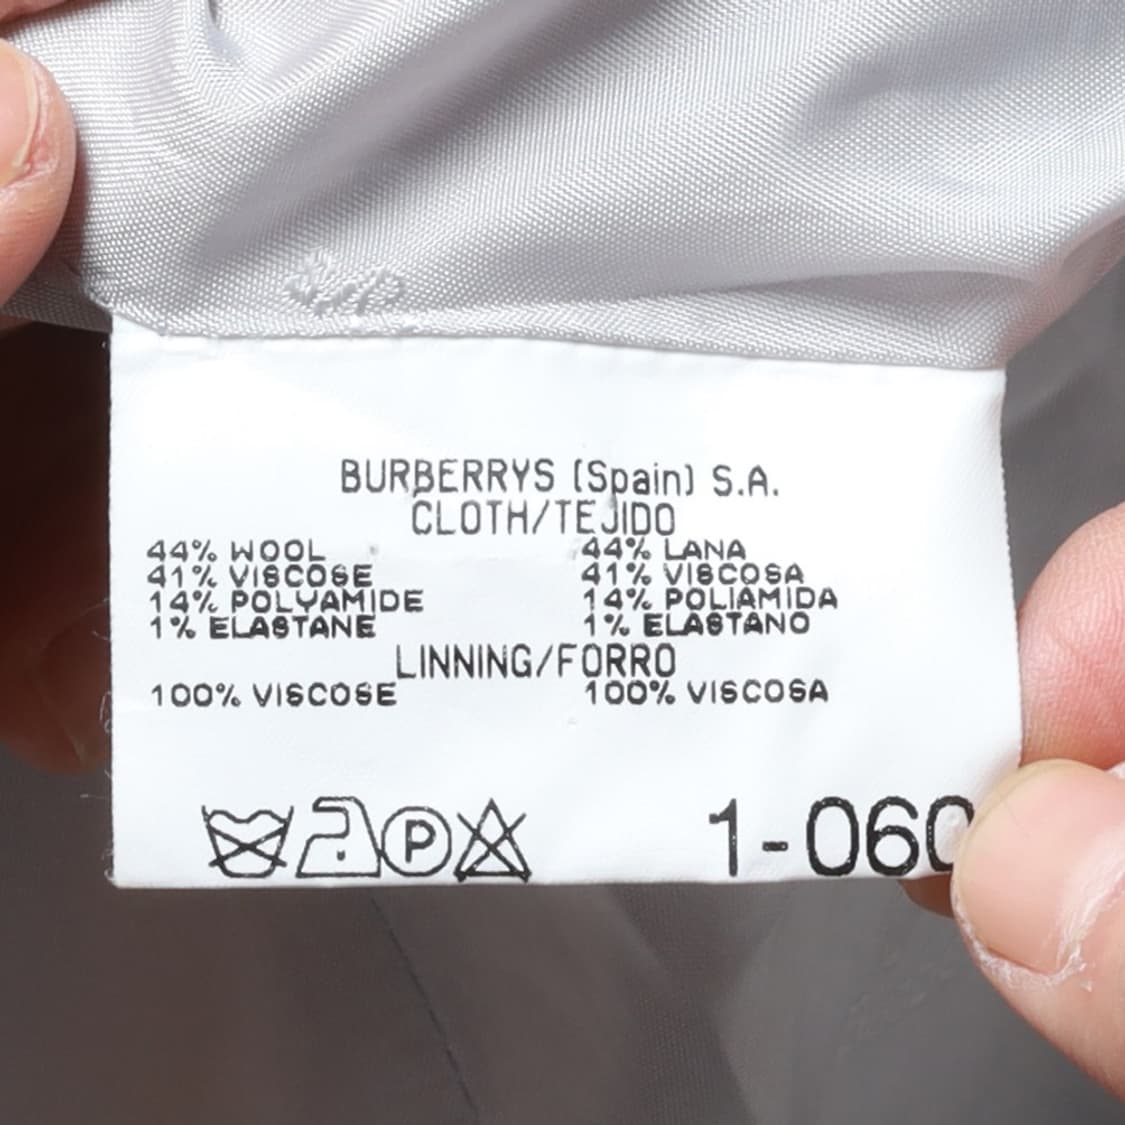 BURBERRYS (Spain) S.A.
CLOTH/TEJIDO
44% WOOL 44% LANA
41% VISCOSE 41% VISCOSA
14% POLYAMIDE 14% POLIAMIDA
1% ELASTANE 1% ELASTANO
LINNING/FORRO
100% VISCOSE 100% VISCOSA
P 1-060